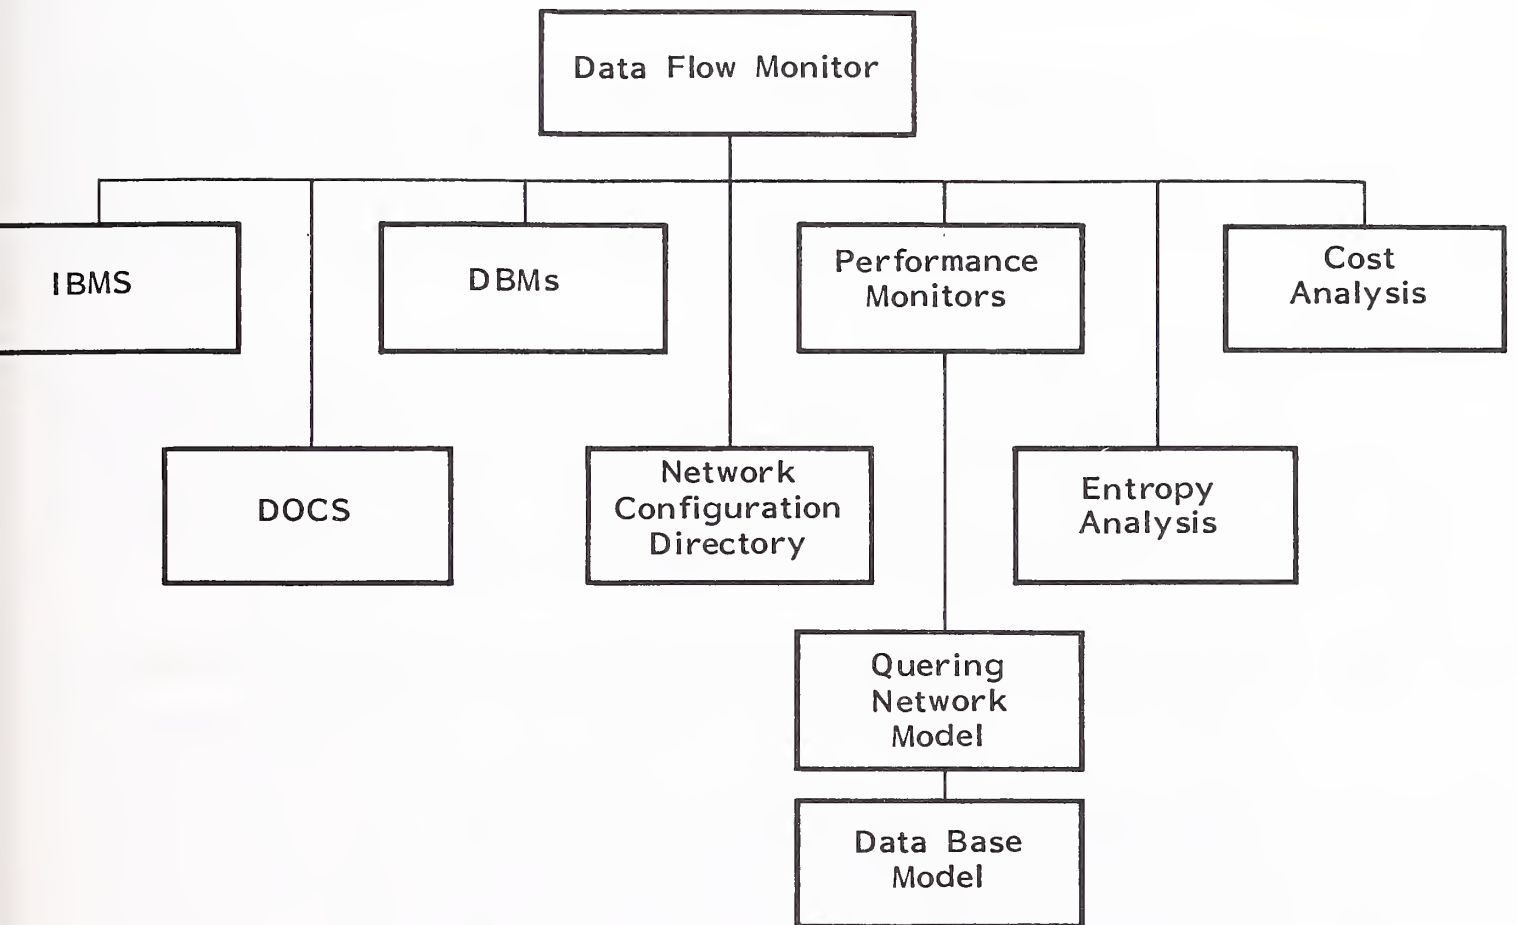 Data Flow Monitor
IBMS
DBMs
Performance
Monitors
Cost
Analysis
DOCS
Network
Configuration
Directory
Entropy
Analysis
Quering
Network
Model
Data Base
Model